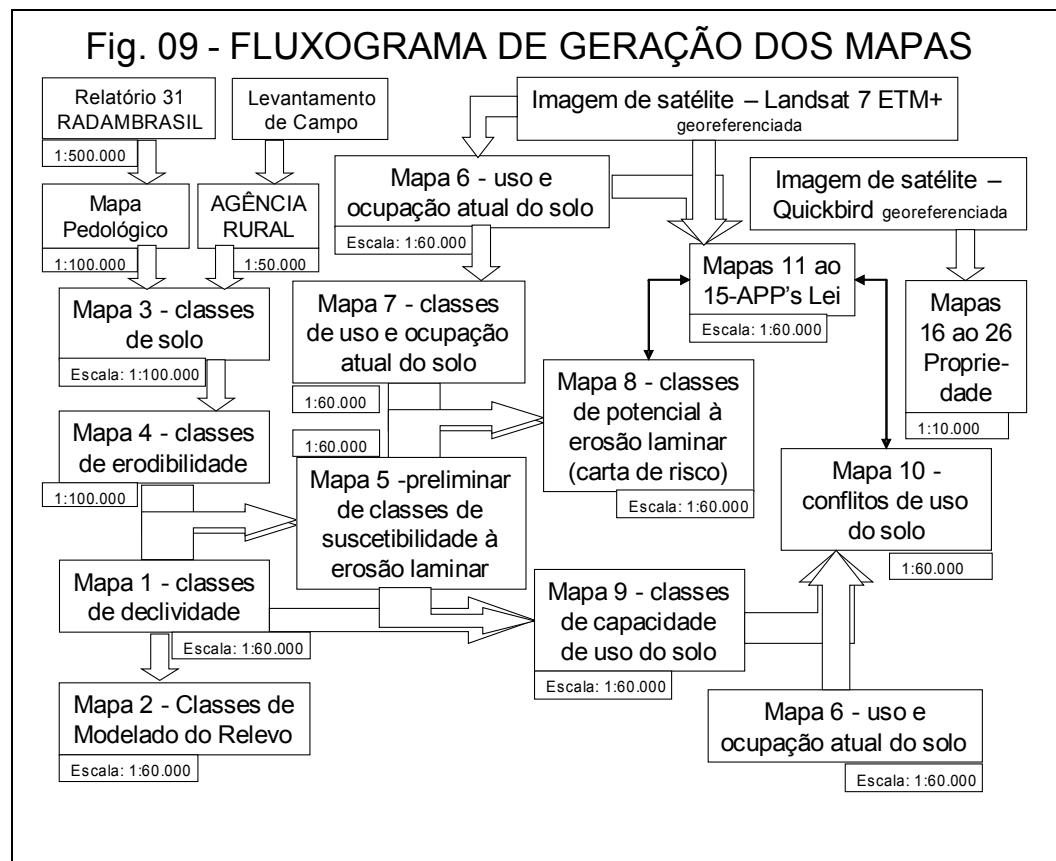 Fig. 09 - FLUXOGRAMA DE GERAÇÃO DOS MAPAS
Relatório 31
RADAMBRASIL
1:500.000
Levantamento
de Campo
Imagem de satélite – Landsat 7 ETM+
georeferenciada
Mapa
Pedológico
1:100.000
AGÊNCIA
RURAL
1:50.000
Mapa 6 - uso e
ocupação atual do solo
Escala: 1:60.000
Imagem de satélite –
Quickbird georeferenciada
Mapa 3 - classes
de solo
Escala: 1:100.000
Mapa 7 - classes
de uso e ocupação
atual do solo
1:60.000
Mapas 11 ao
15-APP's Lei
Escala: 1:60.000
Mapas
16 ao 26
Proprie-
dade
1:10.000
Mapa 4 - classes
de erodibilidade
1:100.000
1:60.000
Mapa 5 -preliminar
de classes de
suscetibilidade à
erosão laminar
Mapa 8 - classes
de potencial à
erosão laminar
(carta de risco)
Escala: 1:60.000
Mapa 10 -
conflitos de uso
do solo
1:60.000
Mapa 1 - classes
de declividade
Escala: 1:60.000
Mapa 9 - classes
de capacidade
de uso do solo
Escala: 1:60.000
Mapa 2 - Classes de
Modelado do Relevo
Escala: 1:60.000
Mapa 6 - uso e
ocupação atual do solo
Escala: 1:60.000